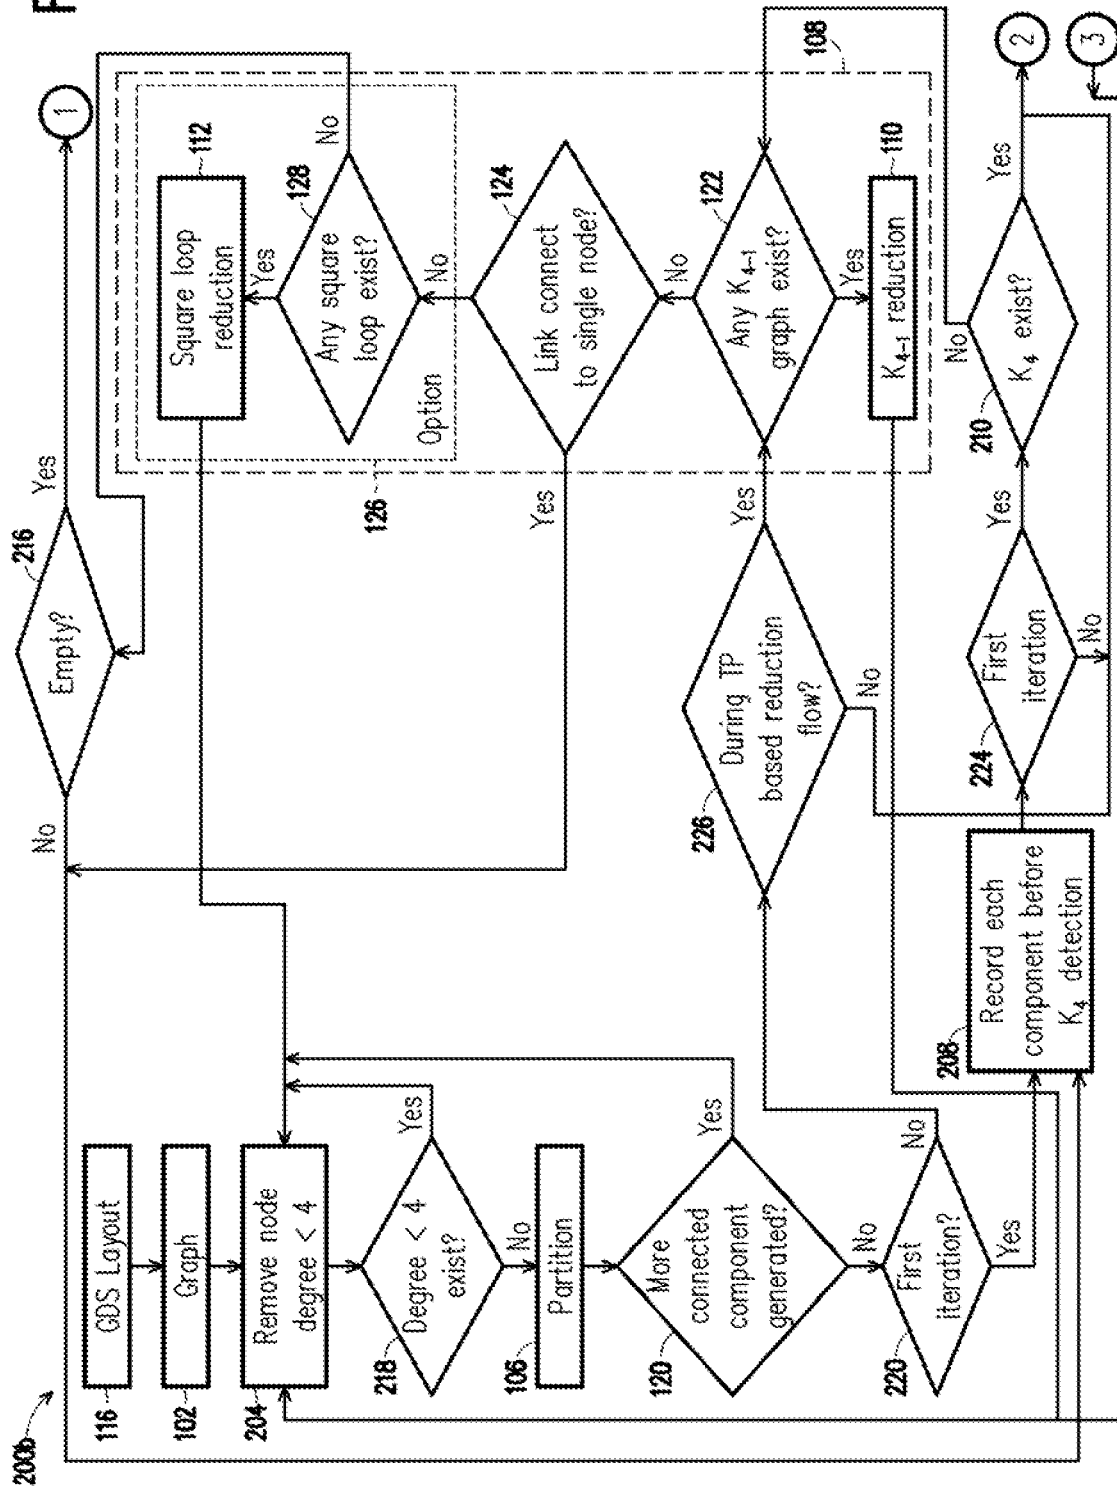 F
200b
116
GDS Layout
102
Graph
204
Remove node
degree < 4
218
Degree < 4
exist?
Yes
No
106
Partition
120
More
connected
component
generated?
Yes
No
220
First
iteration?
No
Yes
216
Empty?
No
Yes
1
112
Square loop
reduction
128
Any square
loop exist?
Yes
No
Option
126
124
Link connect
to single node?
No
Yes
122
Any K4-1
graph exist?
No
Yes
110
K4-1 reduction
108
226
During TP
based reduction
flow?
Yes
No
208
Record each
component before
K4 detection
224
First
iteration
Yes
No
210
K4 exist?
No
Yes
2
3